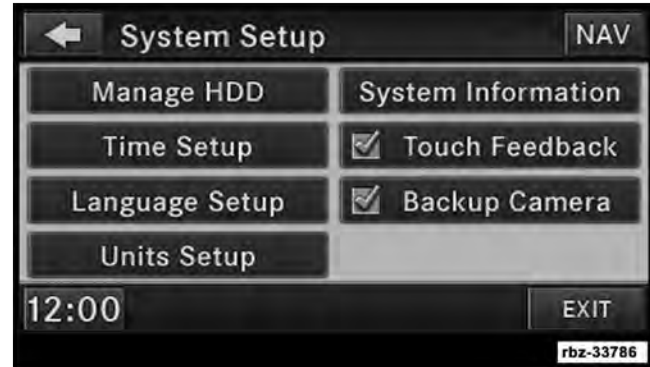 System Setup
NAV
Manage HDD
System Information
Time Setup
Touch Feedback
Language Setup
Backup Camera
Units Setup
12:00
EXIT
rbz-33786